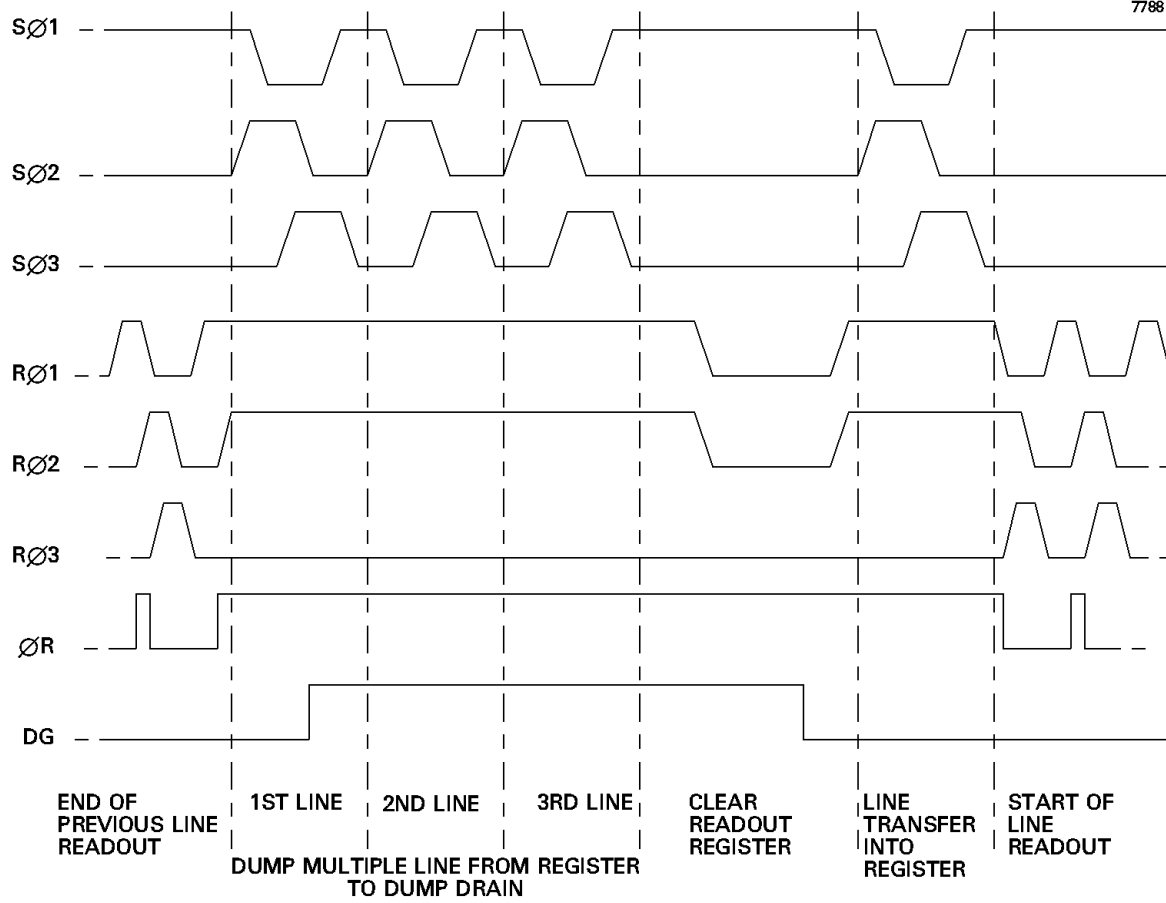 7788
SØ1
SØ2
SØ3
RØ1
RØ2
RØ3
ØR
DG
END OF
PREVIOUS LINE
READOUT
1ST LINE
2ND LINE
3RD LINE
DUMP MULTIPLE LINE FROM REGISTER
TO DUMP DRAIN
CLEAR
READOUT
REGISTER
LINE
TRANSFER
INTO
REGISTER
START OF
LINE
READOUT